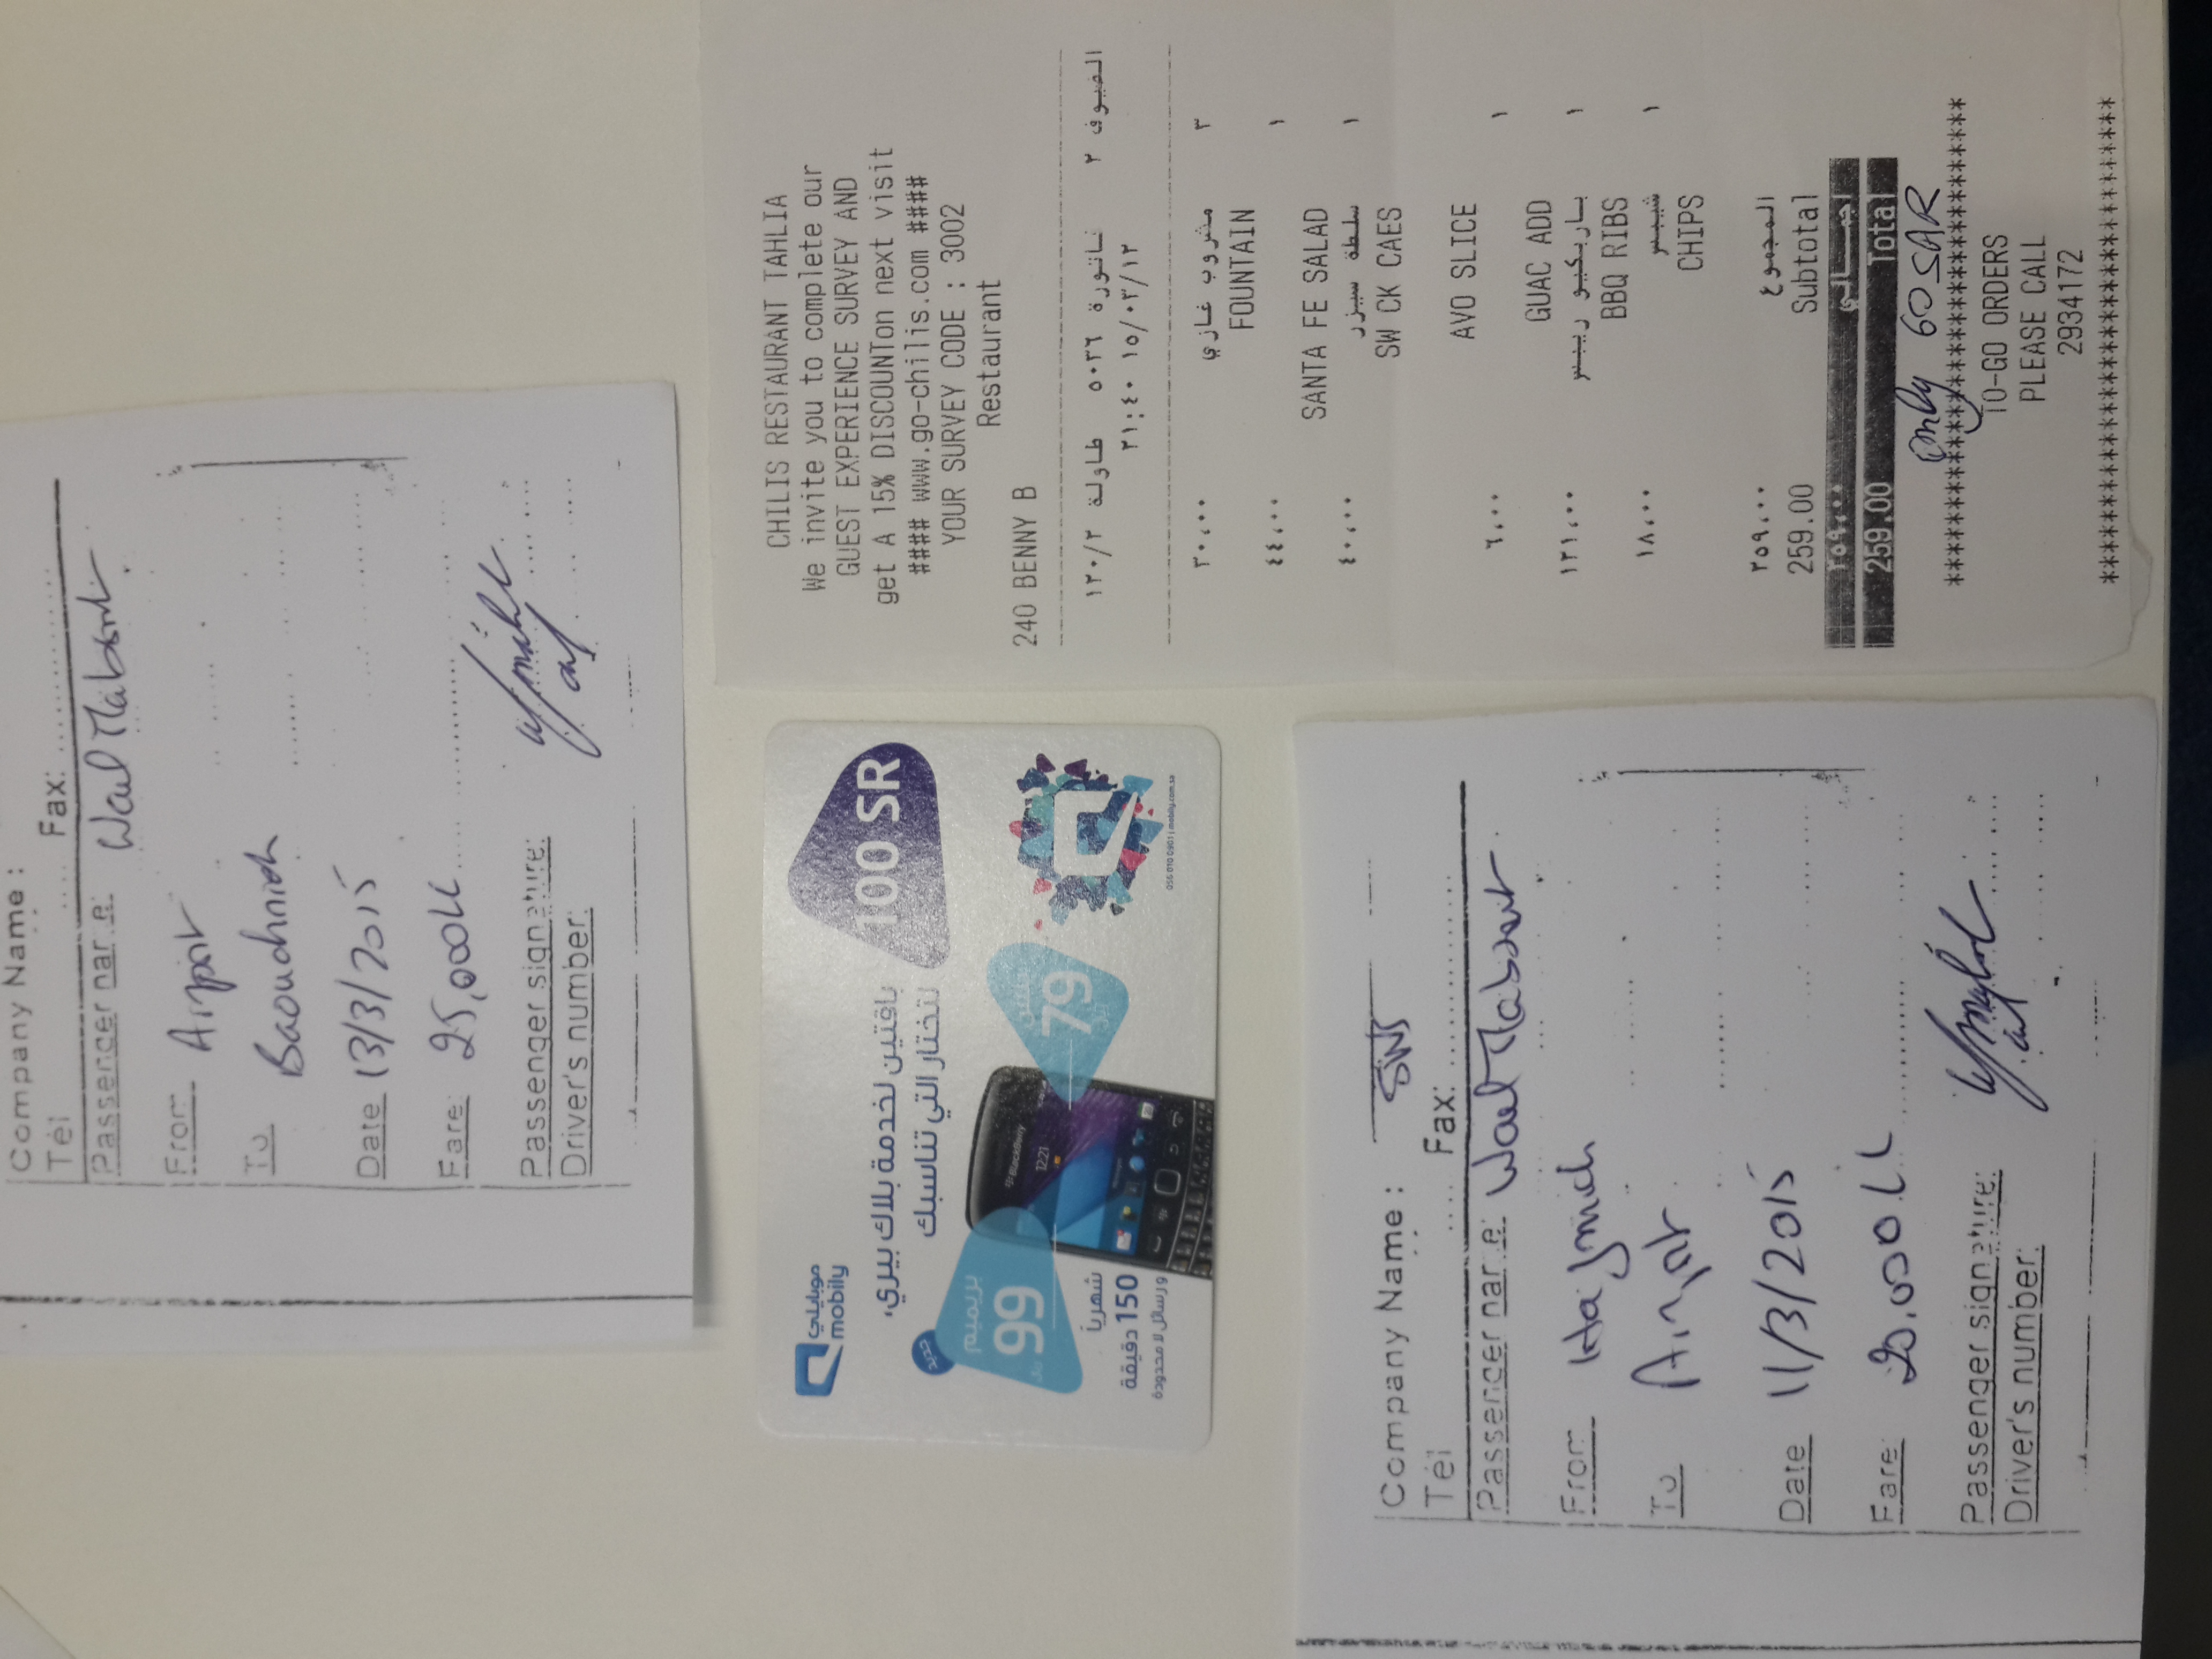 Company Name :
Tél .... Fax: ..............
Passenger name: Wael Mabsout
From Airport
To
Date 13/3/2015
Fare: 25,000LL
Passenger signature:
Driver's number:
موبايلي
mobily
100 SR
باقتين لخدمة بلاك بيري،
لتختار التي تناسبك
جديد
بريميم
99
ريال
79
ريال
شهرياً
150 دقيقة
ورسائل لا محدودة
BlackBerry
12:21
056 010 0901 | mobily.com.sa
CHILIS RESTAURANT TAHLIA
We invite you to complete our
GUEST EXPERIENCE SURVEY AND
get A 15% DISCOUNTon next visit
#### www.go-chilis.com ####
YOUR SURVEY CODE : 3002
Restaurant
240 BENNY B
الضيوف ٢ فاتورة ٥٠٣٦ طاولة ١٢٠/٢
١٥/٠٣/١٢ ٢١:٤٠
٣ مشروب غازي ٣٠،٠٠
FOUNTAIN
١ ٤٤،٠٠
SANTA FE SALAD
١ سلطة سيزر ٤٠،٠٠
SW CK CAES
AVO SLICE
١ ٦،٠٠
GUAC ADD
١ باربكيو ريبس ١٢١،٠٠
BBQ RIBS
١ شيبس ١٨،٠٠
CHIPS
المجموع ٢٥٩،٠٠
259.00 Subtotal
اجمالي ٢٥٩،٠٠
259.00 Total
only 60 SAR
*********************************
TO-GO ORDERS
PLEASE CALL
2934172
*********************************
Company Name : SWS
Tél .... Fax: ..............
Passenger name: Wael Mabsout
From
To Airport
Date 11/3/2015
Fare: 20.000 LL
Passenger signature:
Driver's number: